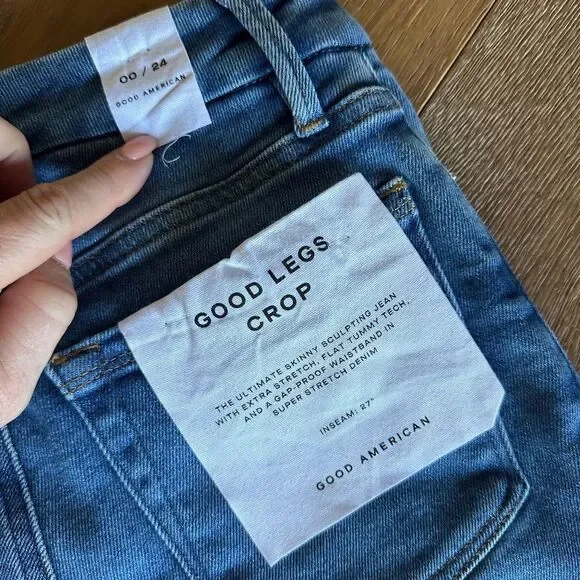 00 / 24
GOOD AMERICAN
GOOD LEGS
CROP
THE ULTIMATE SKINNY SCULPTING JEAN
WITH EXTRA STRETCH, FLAT TUMMY TECH,
AND A GAP-PROOF WAISTBAND IN
SUPER STRETCH DENIM
INSEAM: 27"
GOOD AMERICAN